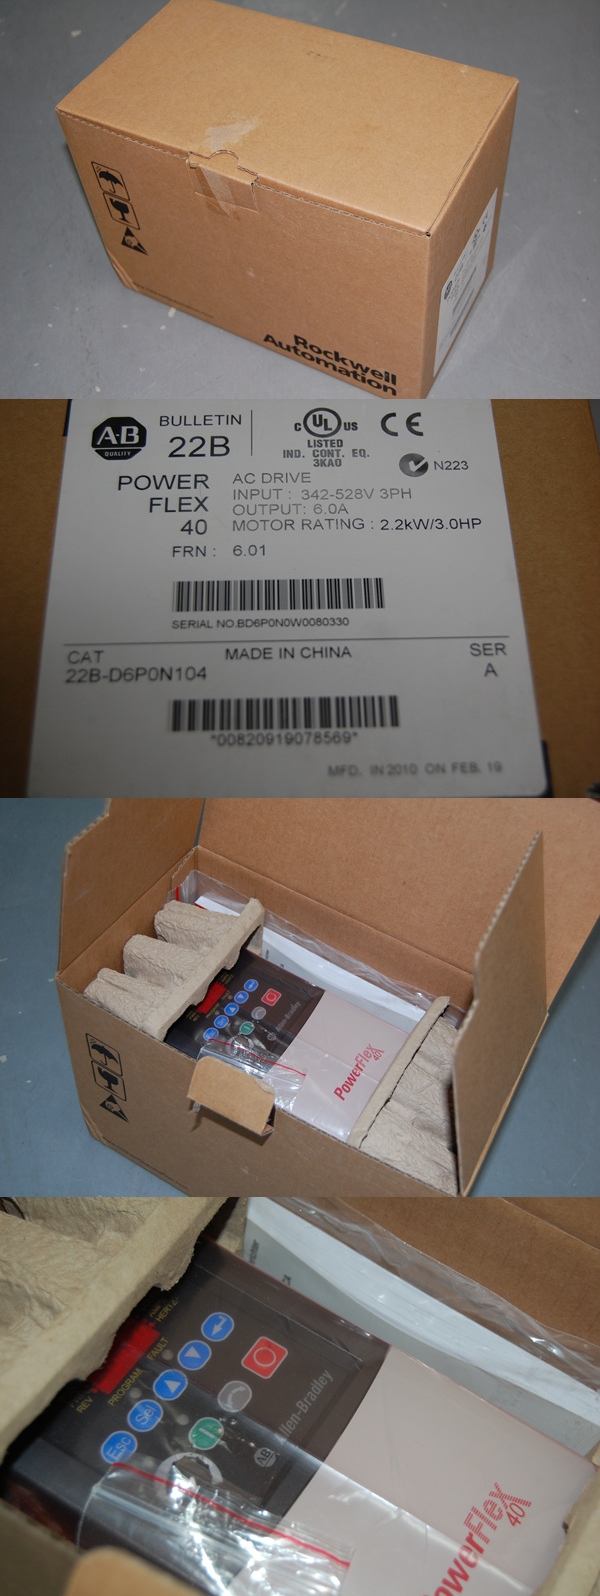 Rockwell
Automation
A-B
QUALITY
BULLETIN
22B
C UL US
LISTED
IND. CONT. EQ.
3KA0
CE
N223
POWER
FLEX
40
AC DRIVE
INPUT : 342-528V 3PH
OUTPUT: 6.0A
MOTOR RATING : 2.2kW/3.0HP
FRN : 6.01
SERIAL NO.BD6P0N0W0080330
CAT
22B-D6P0N104
MADE IN CHINA
SER
A
*00820919078569*
MFD. IN 2010 ON FEB. 19
Allen-Bradley
PowerFlex
40
HERTZ
FAULT
PROGRAM
REV
Sel
ESC
AB
Allen-Bradley
PowerFlex
40